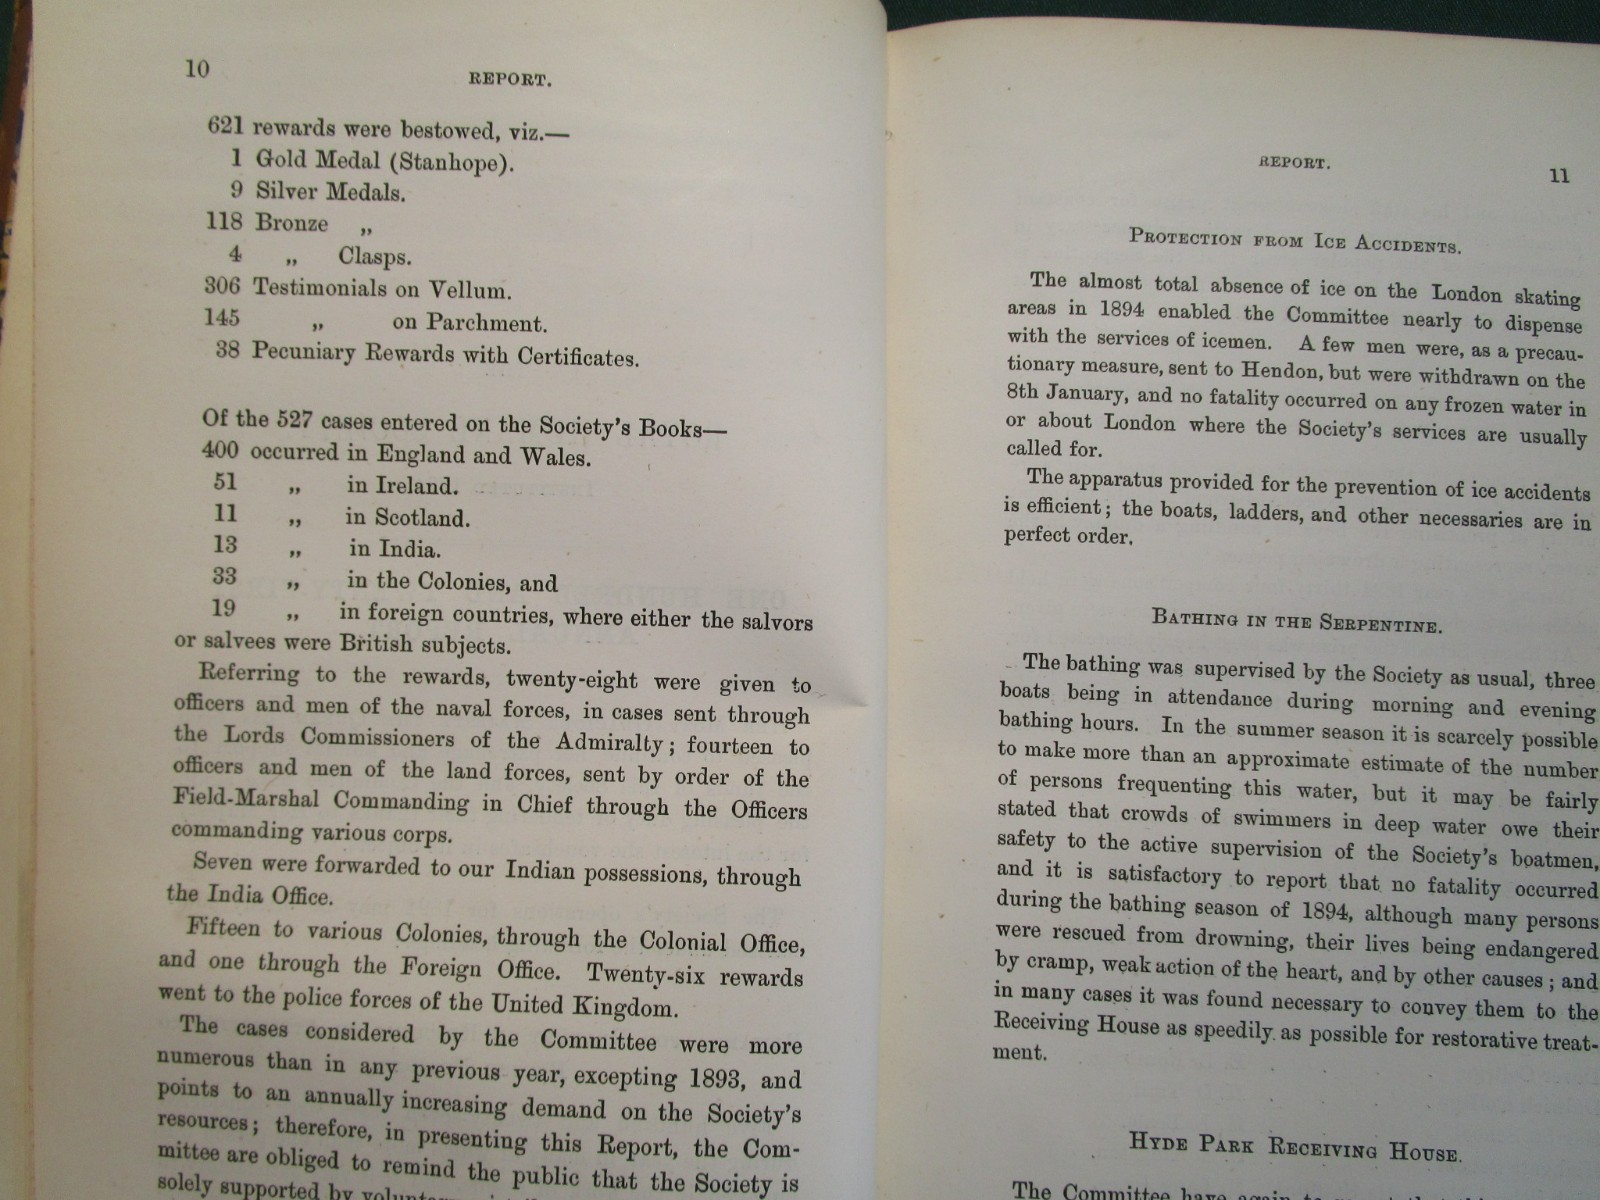 10
REPORT.
621 rewards were bestowed, viz.—
1 Gold Medal (Stanhope).
9 Silver Medals.
118 Bronze „
4 „ Clasps.
306 Testimonials on Vellum.
145 „ on Parchment.
38 Pecuniary Rewards with Certificates.
Of the 527 cases entered on the Society's Books—
400 occurred in England and Wales.
51 „ in Ireland.
11 „ in Scotland.
13 „ in India.
33 „ in the Colonies, and
19 „ in foreign countries, where either the salvors
or salvees were British subjects.
Referring to the rewards, twenty-eight were given to
officers and men of the naval forces, in cases sent through
the Lords Commissioners of the Admiralty; fourteen to
officers and men of the land forces, sent by order of the
Field-Marshal Commanding in Chief through the Officers
commanding various corps.
Seven were forwarded to our Indian possessions, through
the India Office.
Fifteen to various Colonies, through the Colonial Office,
and one through the Foreign Office. Twenty-six rewards
went to the police forces of the United Kingdom.
The cases considered by the Committee were more
numerous than in any previous year, excepting 1893, and
points to an annually increasing demand on the Society's
resources; therefore, in presenting this Report, the Com-
mittee are obliged to remind the public that the Society is
solely supported by
REPORT.
11
PROTECTION FROM ICE ACCIDENTS.
The almost total absence of ice on the London skating
areas in 1894 enabled the Committee nearly to dispense
with the services of icemen. A few men were, as a precau-
tionary measure, sent to Hendon, but were withdrawn on the
8th January, and no fatality occurred on any frozen water in
or about London where the Society's services are usually
called for.
The apparatus provided for the prevention of ice accidents
is efficient; the boats, ladders, and other necessaries are in
perfect order.
BATHING IN THE SERPENTINE.
The bathing was supervised by the Society as usual, three
boats being in attendance during morning and evening
bathing hours. In the summer season it is scarcely possible
to make more than an approximate estimate of the number
of persons frequenting this water, but it may be fairly
stated that crowds of swimmers in deep water owe their
safety to the active supervision of the Society's boatmen,
and it is satisfactory to report that no fatality occurred
during the bathing season of 1894, although many persons
were rescued from drowning, their lives being endangered
by cramp, weak action of the heart, and by other causes; and
in many cases it was found necessary to convey them to the
Receiving House as speedily as possible for restorative treat-
ment.
HYDE PARK RECEIVING HOUSE.
The Committee have again to